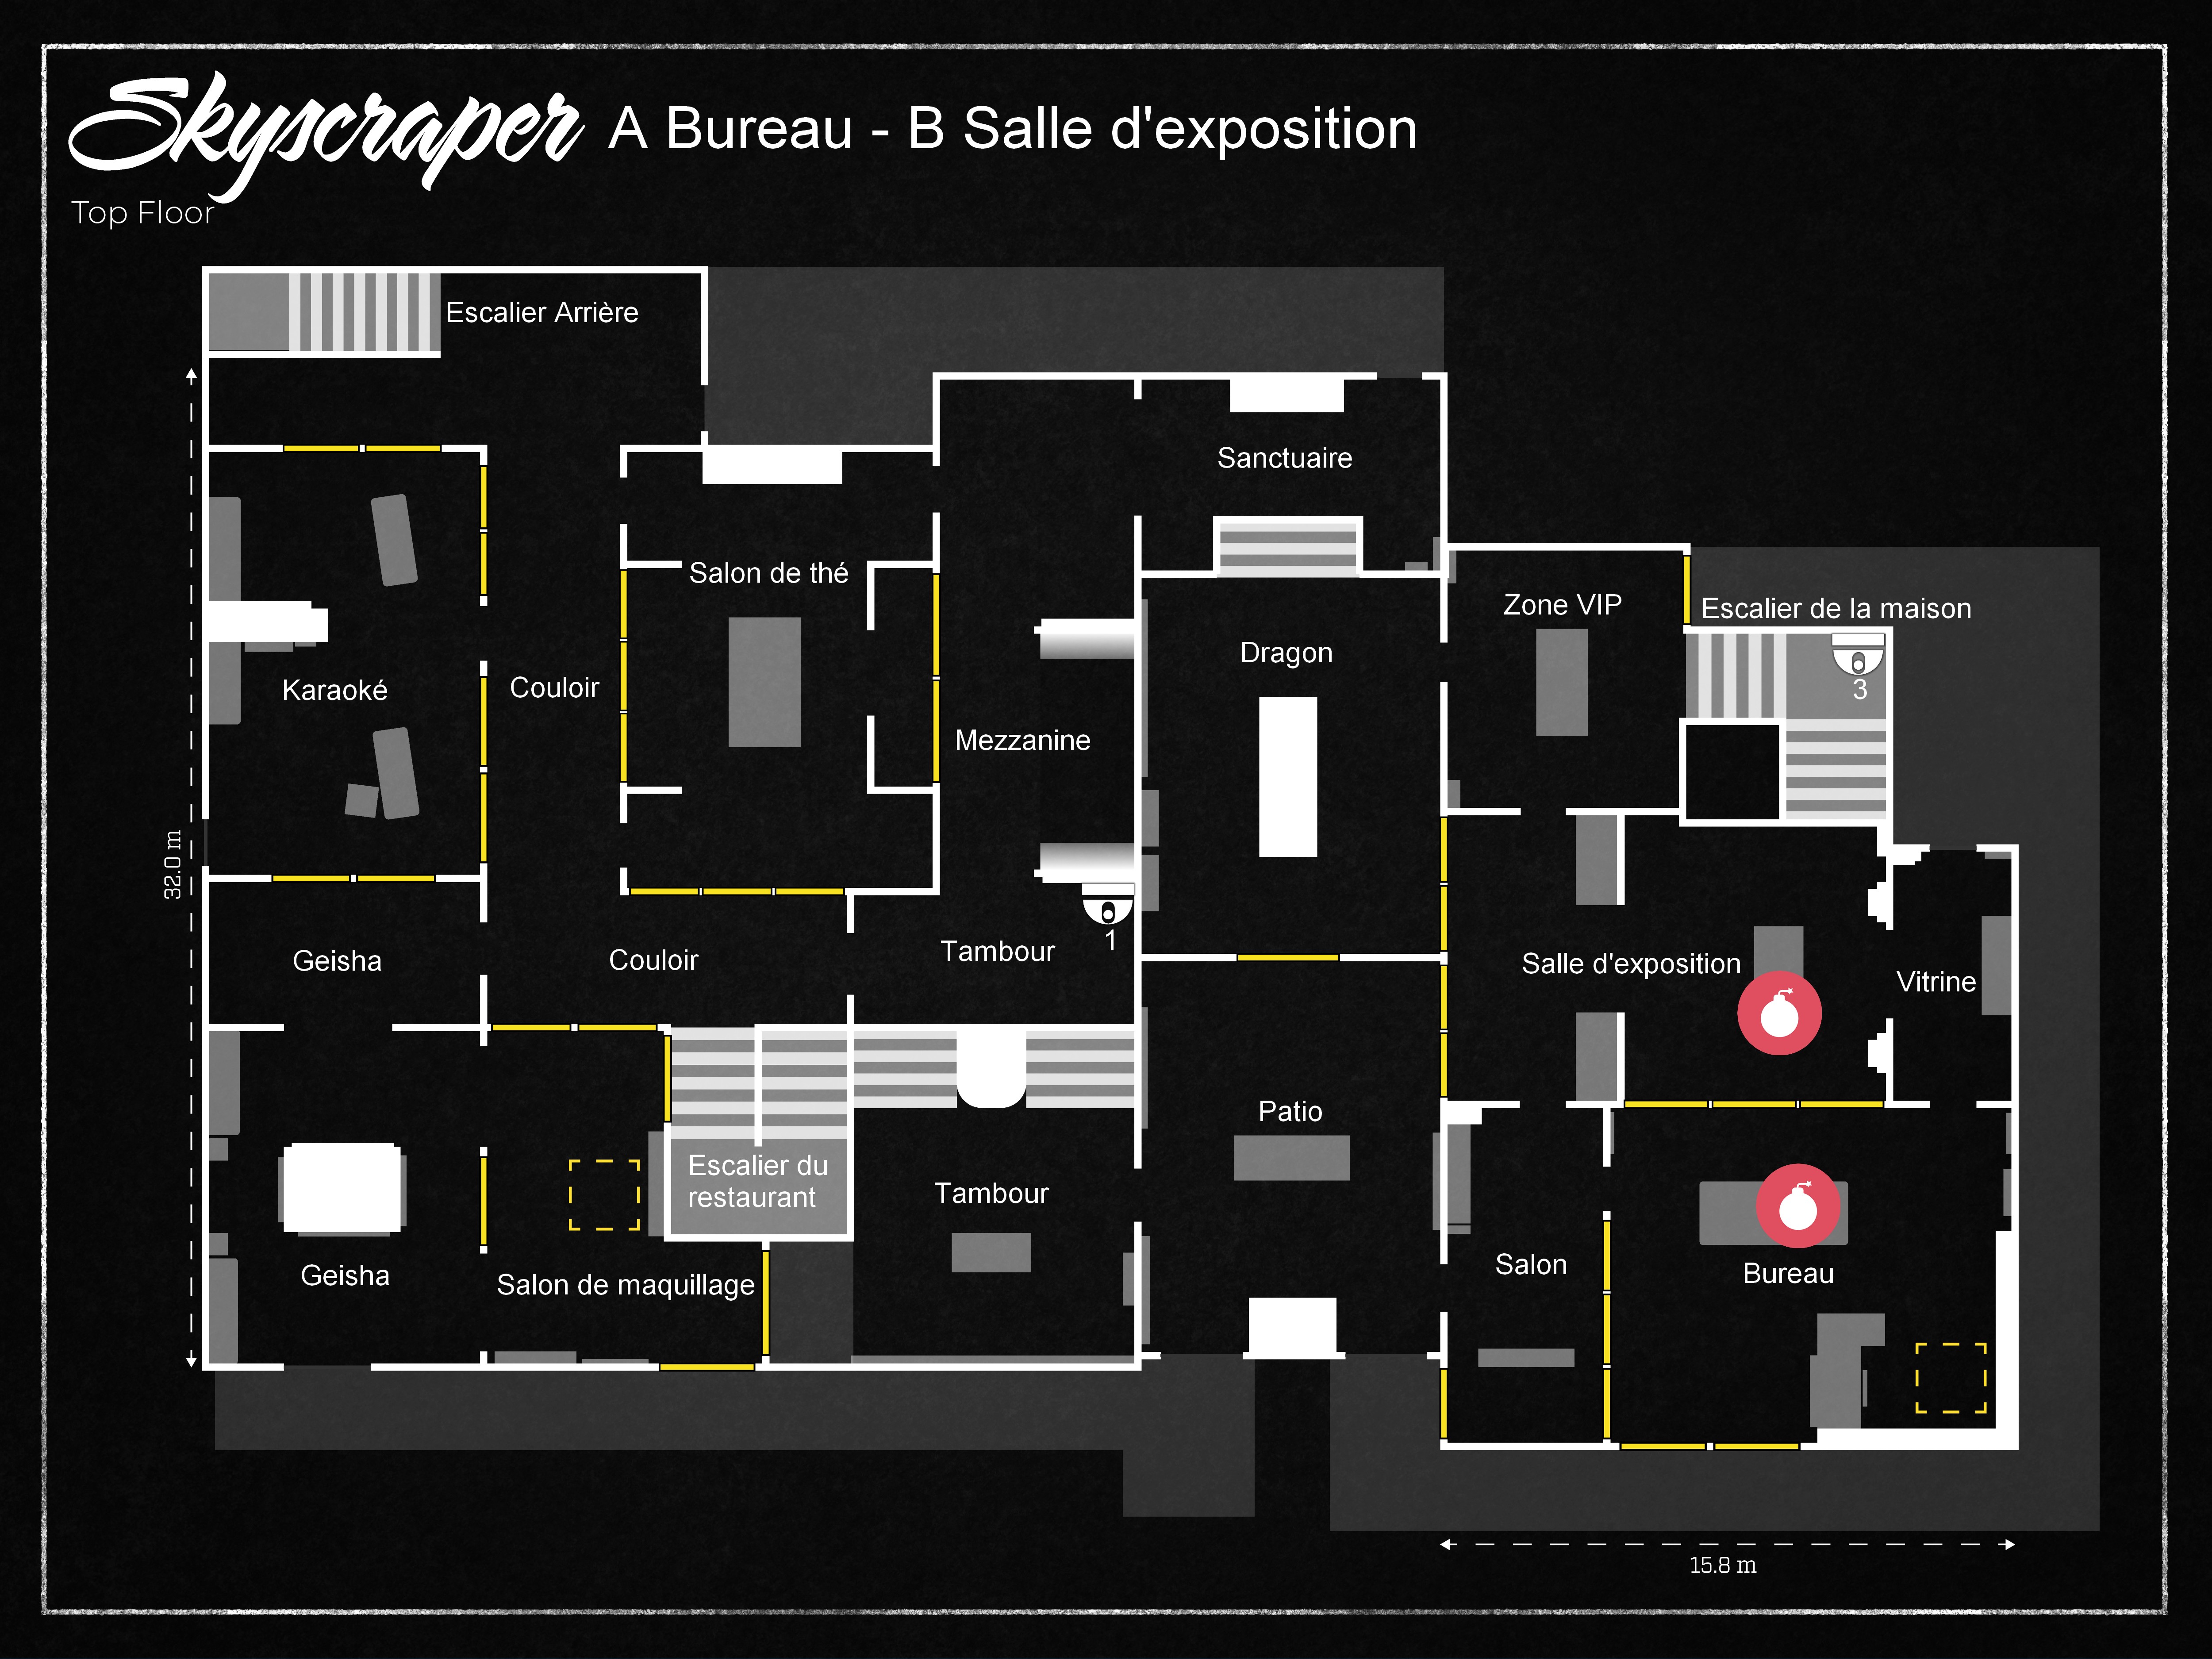 Skyscraper A Bureau - B Salle d'exposition
Top Floor
Escalier Arrière
Sanctuaire
Salon de thé
Zone VIP
Escalier de la maison
Dragon
Karaoké
Couloir
3
Mezzanine
32.0 m
1
Geisha
Couloir
Tambour
Salle d'exposition
Vitrine
Patio
Escalier du
restaurant
Tambour
Geisha
Salon de maquillage
Salon
Bureau
15.8 m